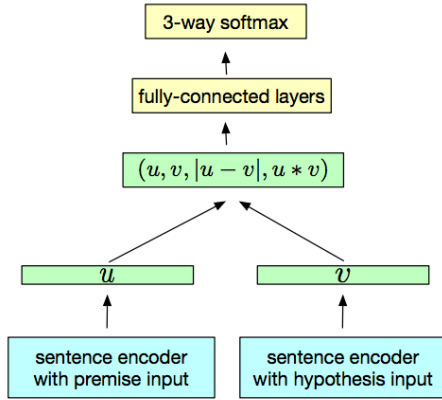 3-way softmax
fully-connected layers
(u, v, |u − v|, u * v)
u
v
sentence encoder
with premise input
sentence encoder
with hypothesis input